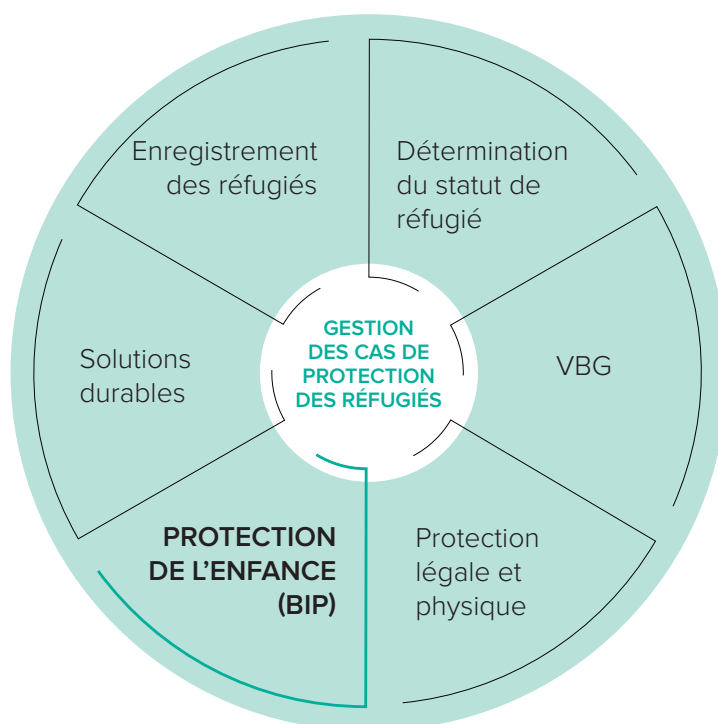 Enregistrement
des réfugiés
Détermination
du statut de
réfugié
Solutions
durables
GESTION
DES CAS DE
PROTECTION
DES RÉFUGIÉS
VBG
PROTECTION
DE L’ENFANCE
(BIP)
Protection
légale et
physique